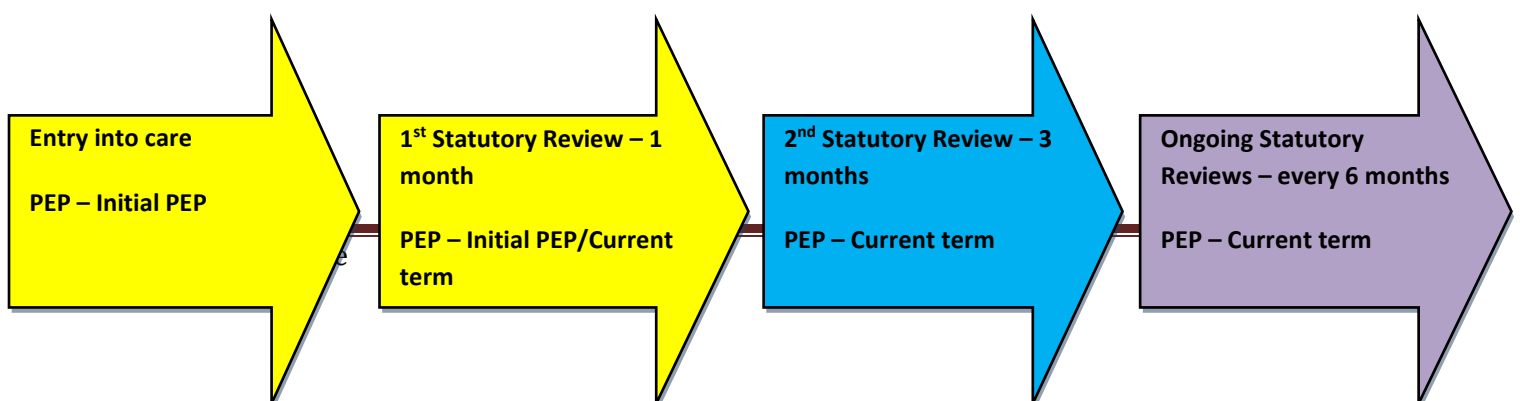 Entry into care
PEP – Initial PEP
1st Statutory Review – 1
month
PEP – Initial PEP/Current
term
2nd Statutory Review – 3
months
PEP – Current term
Ongoing Statutory
Reviews – every 6 months
PEP – Current term